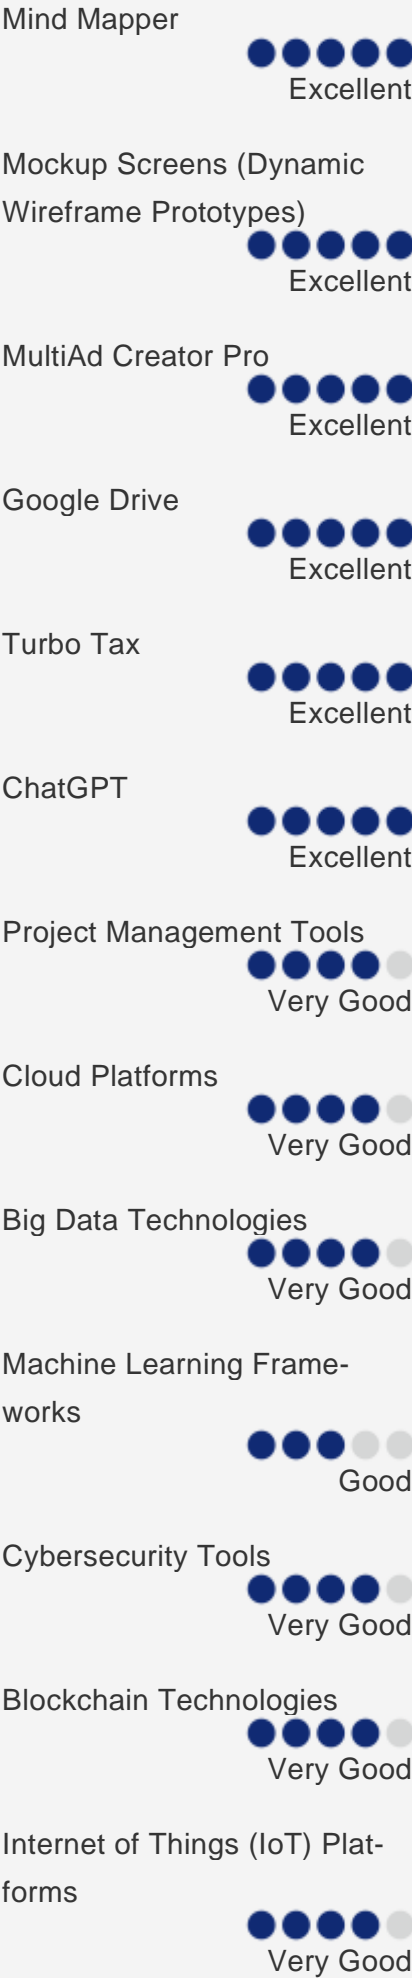 Mind Mapper
Excellent
Mockup Screens (Dynamic
Wireframe Prototypes)
Excellent
MultiAd Creator Pro
Excellent
Google Drive
Excellent
Turbo Tax
Excellent
ChatGPT
Excellent
Project Management Tools
Very Good
Cloud Platforms
Very Good
Big Data Technologies
Very Good
Machine Learning Frame-
works
Good
Cybersecurity Tools
Very Good
Blockchain Technologies
Very Good
Internet of Things (IoT) Plat-
forms
Very Good